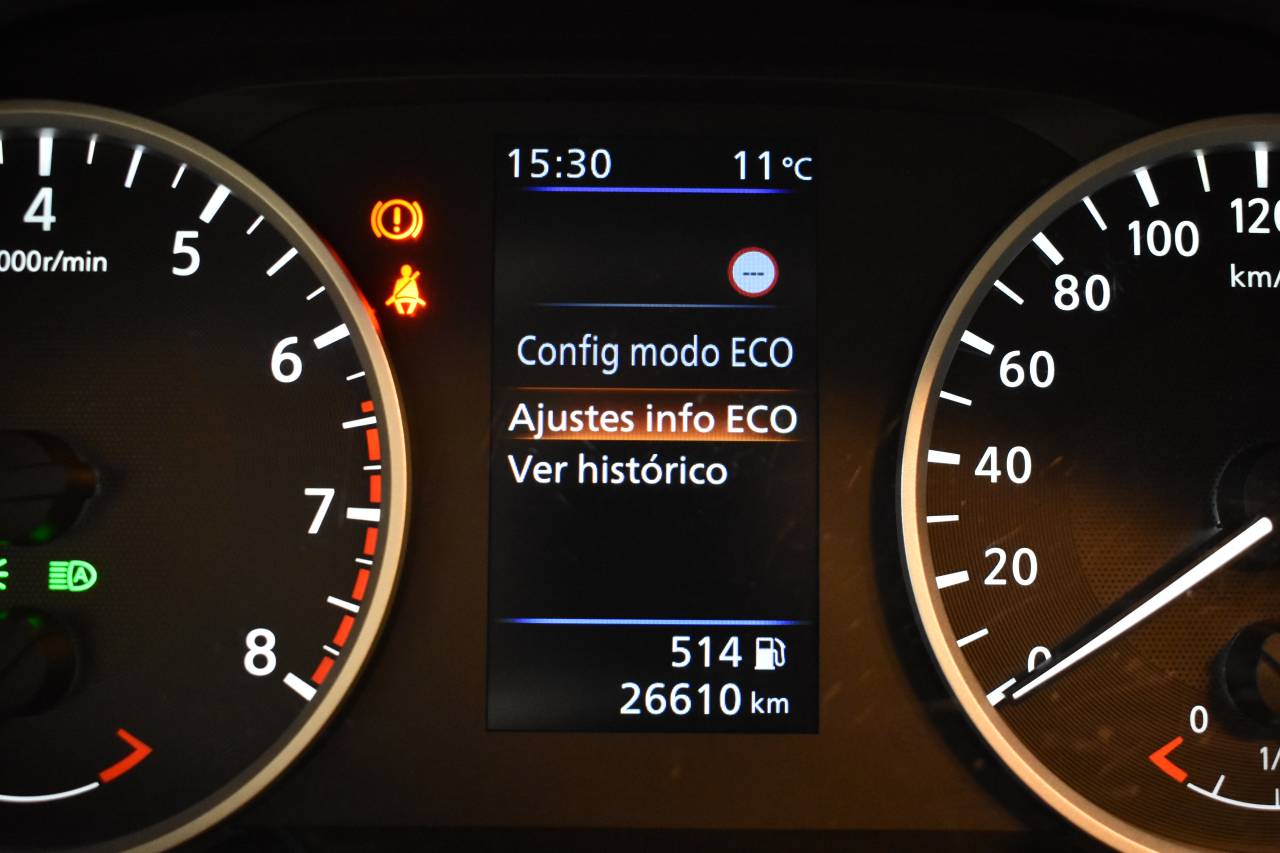 15:30 11°C
---
Config modo ECO
Ajustes info ECO
Ver histórico
514
26610 km
4
5
000r/min
6
7
8
A
0
20
40
60
80
100
120
km/
0
1/